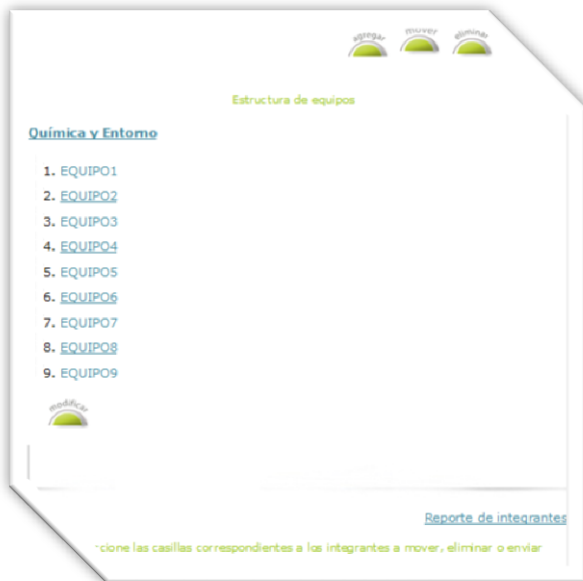 agregar mover eliminar
Estructura de equipos
Química y Entorno
1. EQUIPO1
2. EQUIPO2
3. EQUIPO3
4. EQUIPO4
5. EQUIPO5
6. EQUIPO6
7. EQUIPO7
8. EQUIPO8
9. EQUIPO9
modificar
Reporte de integrantes
cione las casillas correspondientes a los integrantes a mover, eliminar o enviar